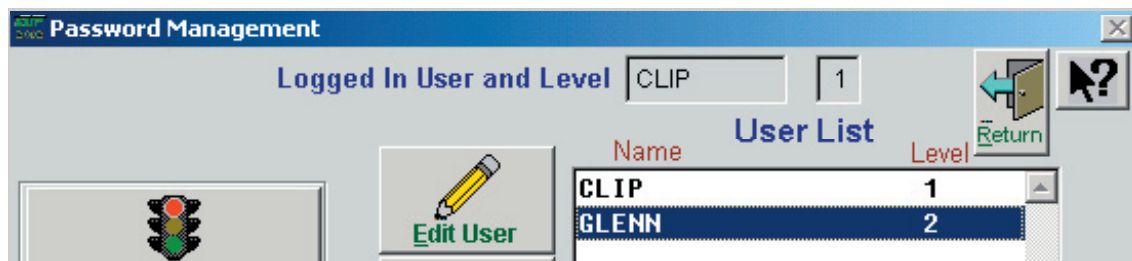 Password Management
Logged In User and Level CLIP 1
User List
Return
Name Level
CLIP 1
Edit User
GLENN 2